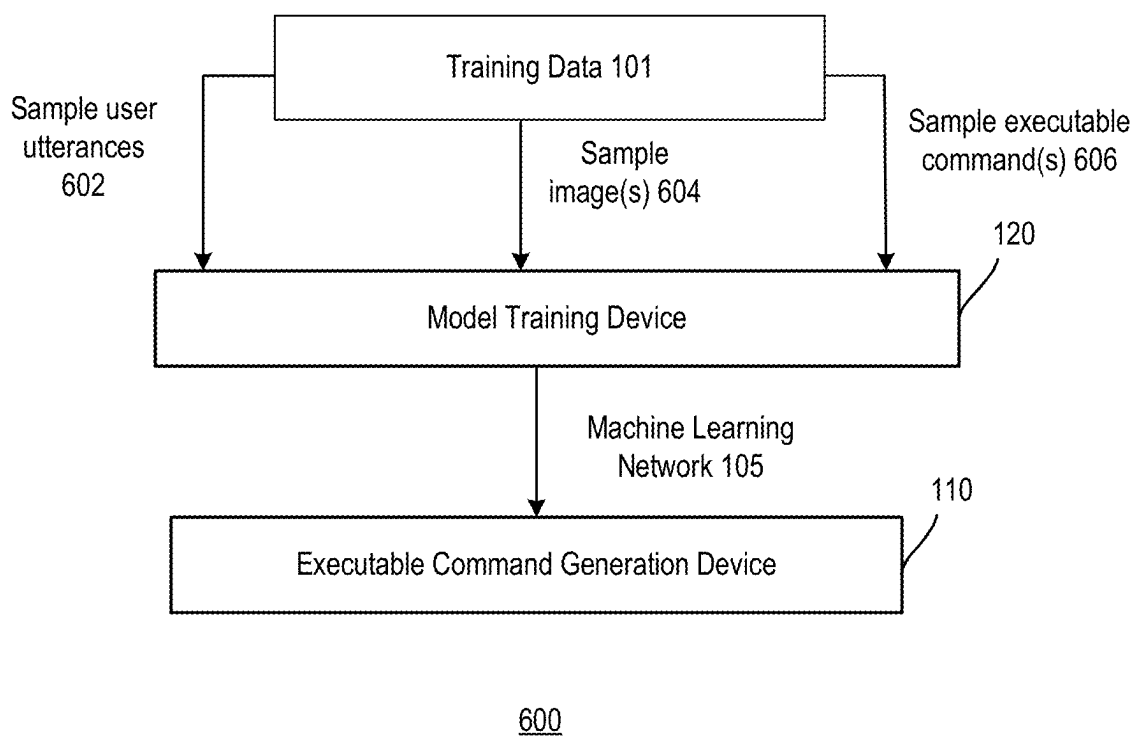 Training Data 101
Sample user
utterances
602
Sample
image(s) 604
Sample executable
command(s) 606
120
Model Training Device
Machine Learning
Network 105
110
Executable Command Generation Device
600